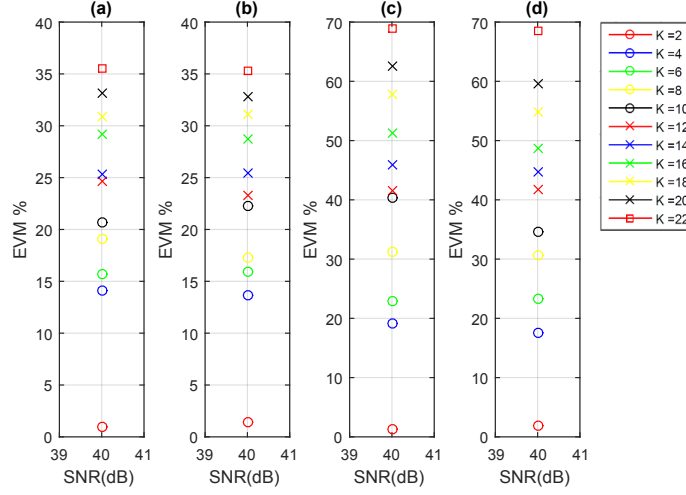 (a)
40
35
30
25
20
15
10
5
0
EVM %
39 40 41
SNR(dB)
(b)
40
35
30
25
20
15
10
5
0
EVM %
39 40 41
SNR(dB)
(c)
70
60
50
40
30
20
10
0
EVM %
39 40 41
SNR(dB)
(d)
70
60
50
40
30
20
10
0
EVM %
39 40 41
SNR(dB)
K =2
K =4
K =6
K =8
K =10
K =12
K =14
K =16
K =18
K =20
K =22